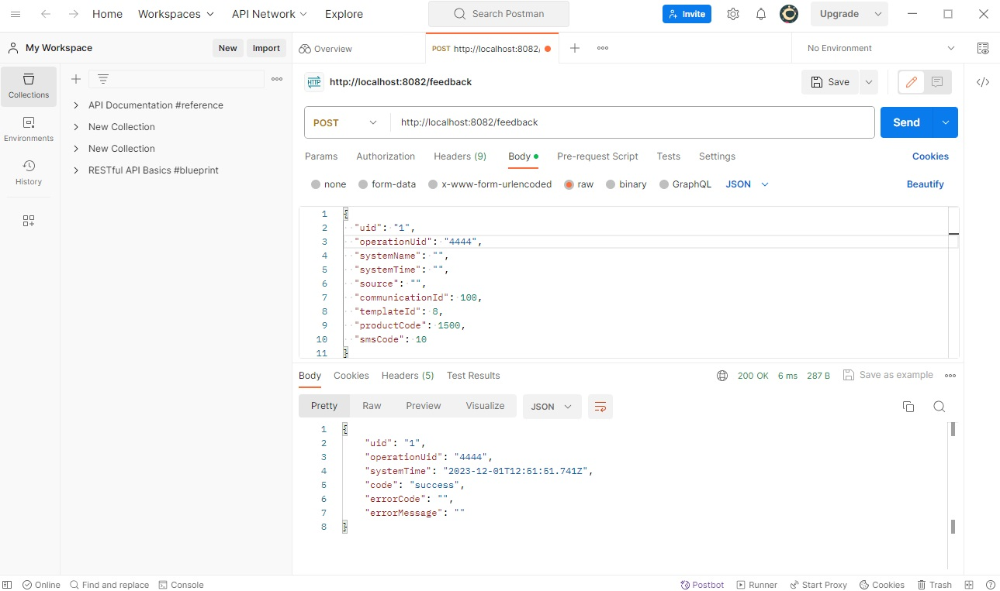 Home Workspaces API Network Explore Search Postman Invite Upgrade
My Workspace New Import Overview POST http://localhost:8082/ No Environment
Collections
Environments
History
API Documentation #reference
New Collection
New Collection
RESTful API Basics #blueprint
HTTP http://localhost:8082/feedback Save
POST http://localhost:8082/feedback Send
Params Authorization Headers (9) Body Pre-request Script Tests Settings Cookies
none form-data x-www-form-urlencoded raw binary GraphQL JSON Beautify
1 {
2 "uid": "1",
3 "operationUid": "4444",
4 "systemName": "",
5 "systemTime": "",
6 "source": "",
7 "communicationId": 100,
8 "templateId": 8,
9 "productCode": 1500,
10 "smsCode": 10
11 }
Body Cookies Headers (5) Test Results 200 OK 6 ms 287 B Save as example
Pretty Raw Preview Visualize JSON
1 {
2 "uid": "1",
3 "operationUid": "4444",
4 "systemTime": "2023-12-01T12:51:51.741Z",
5 "code": "success",
6 "errorCode": "",
7 "errorMessage": ""
8 }
Online Find and replace Console Postbot Runner Start Proxy Cookies Trash